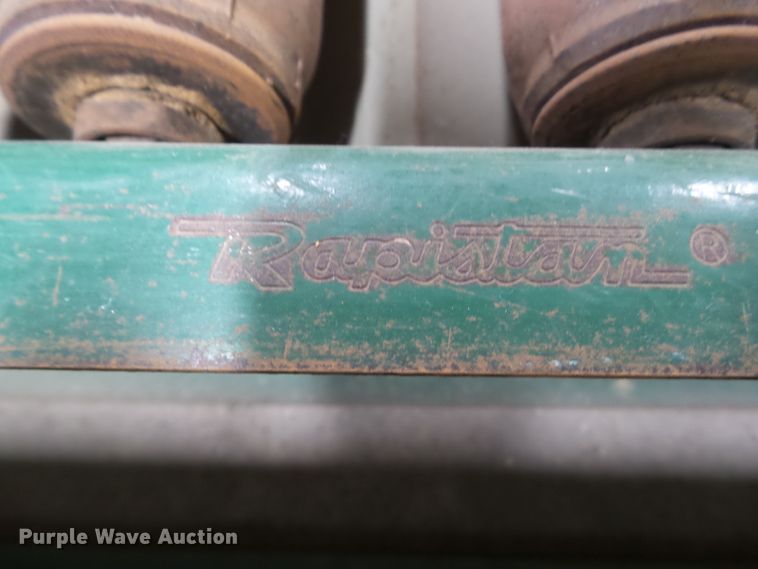 Rapistan ®
Purple Wave Auction